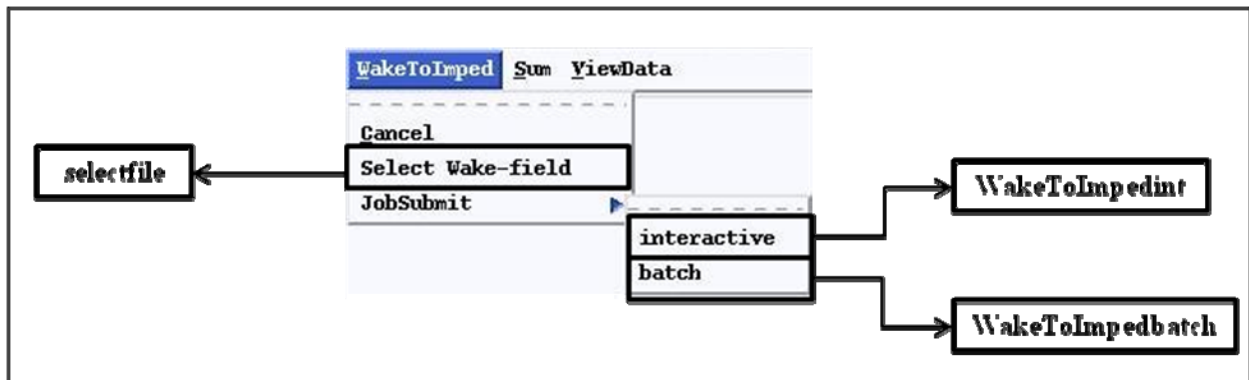 WakeToImped Sum ViewData
Cancel
selectfile
Select Wake-field
JobSubmit
WakeToImpedint
interactive
batch
WakeToImpedbatch